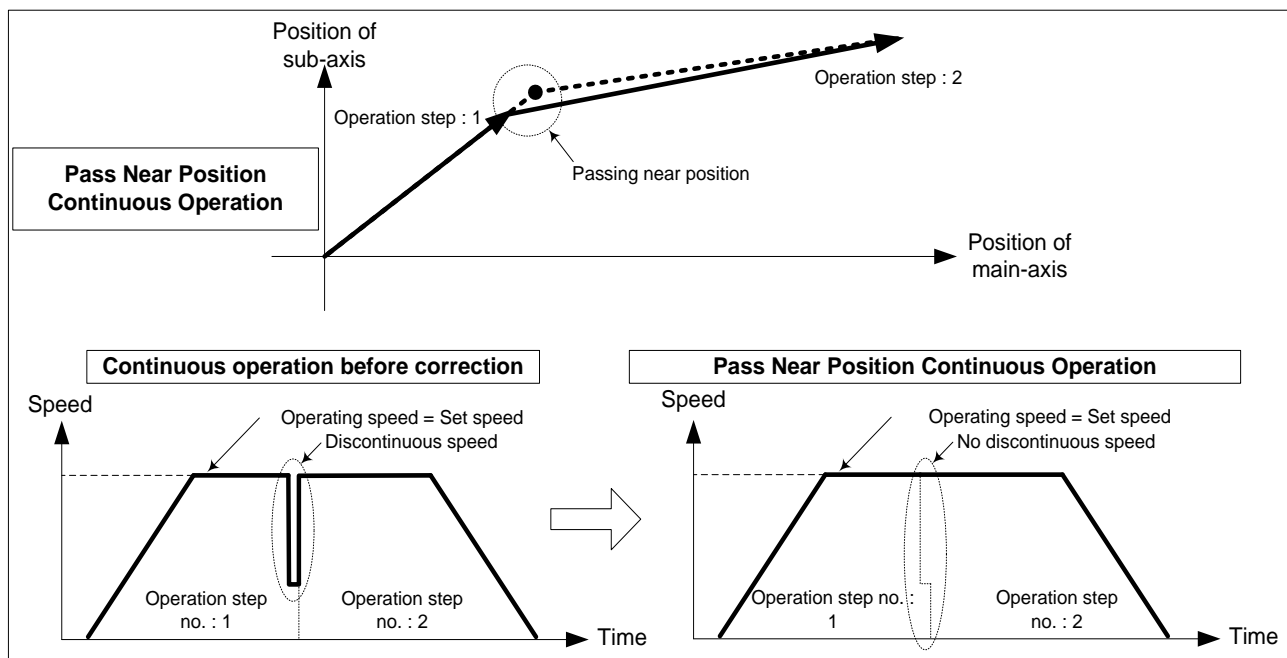 Position of
sub-axis
Operation step : 2
Operation step : 1
Passing near position
Pass Near Position
Continuous Operation
Position of
main-axis
Continuous operation before correction
Speed
Operating speed = Set speed
Discontinuous speed
Operation step
no. : 1
Operation step
no. : 2
Time
Pass Near Position Continuous Operation
Speed
Operating speed = Set speed
No discontinuous speed
Operation step no. :
1
Operation step
no. : 2
Time